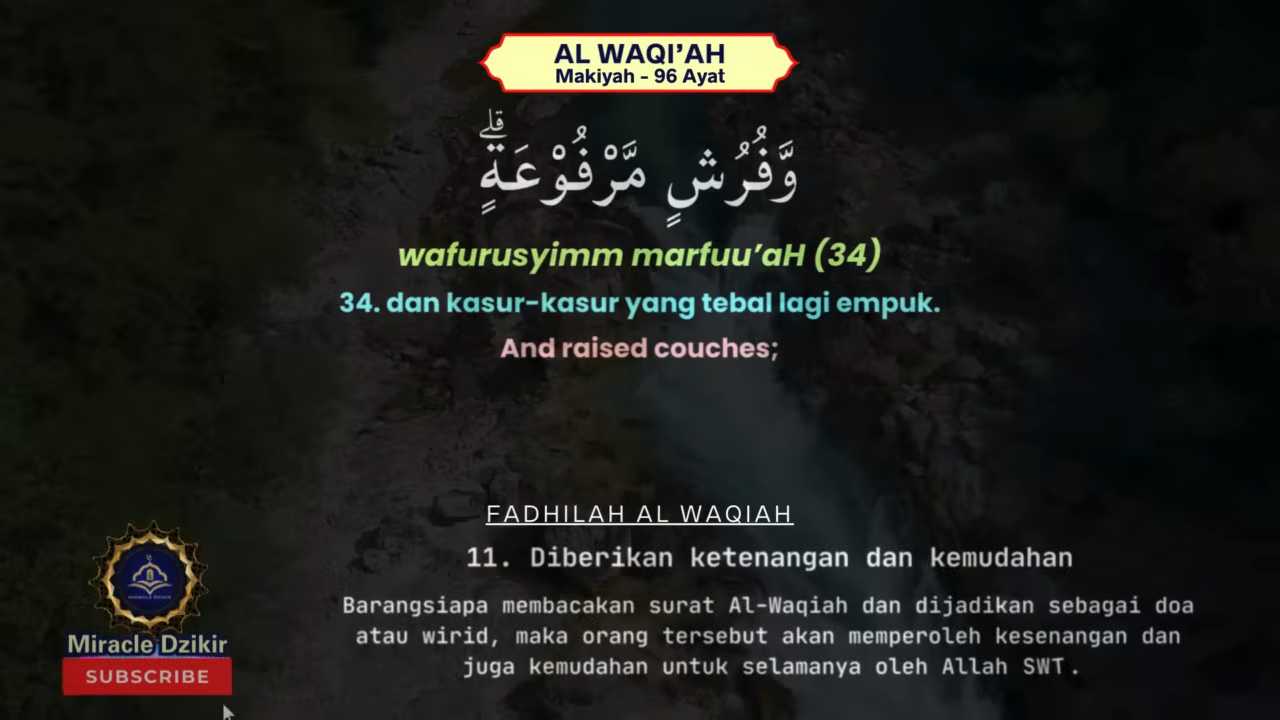 AL WAQI’AH
Makiyah - 96 Ayat
وَّفُرُشٍ مَّرْفُوْعَةٍۗ
wafurusyimm marfuu’aH (34)
34. dan kasur-kasur yang tebal lagi empuk.
And raised couches;
FADHILAH AL WAQIAH
11. Diberikan ketenangan dan kemudahan
Barangsiapa membacakan surat Al-Waqiah dan dijadikan sebagai doa
atau wirid, maka orang tersebut akan memperoleh kesenangan dan
juga kemudahan untuk selamanya oleh Allah SWT.
Miracle Dzikir
SUBSCRIBE